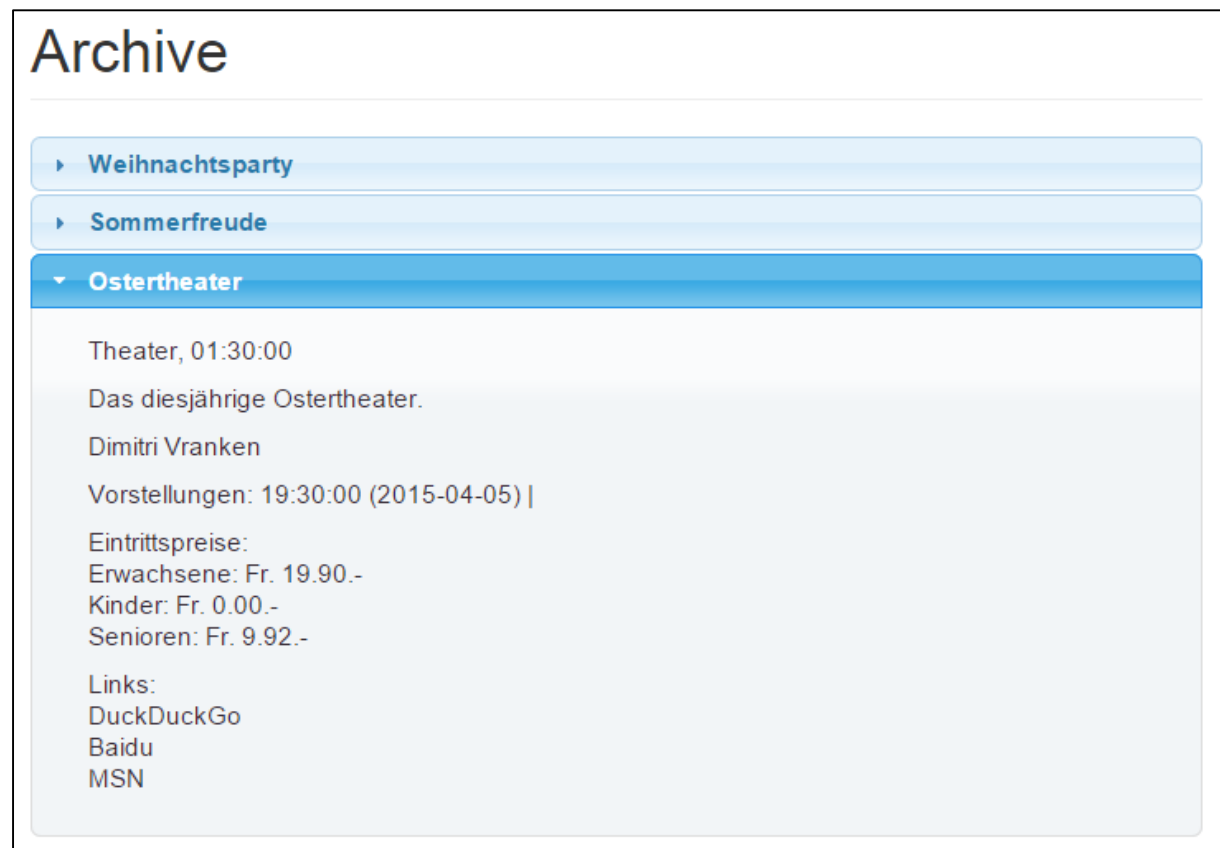 Archive
Weihnachtsparty
Sommerfreude
Ostertheater
Theater, 01:30:00
Das diesjährige Ostertheater.
Dimitri Vranken
Vorstellungen: 19:30:00 (2015-04-05) |
Eintrittspreise:
Erwachsene: Fr. 19.90.-
Kinder: Fr. 0.00.-
Senioren: Fr. 9.92.-
Links:
DuckDuckGo
Baidu
MSN